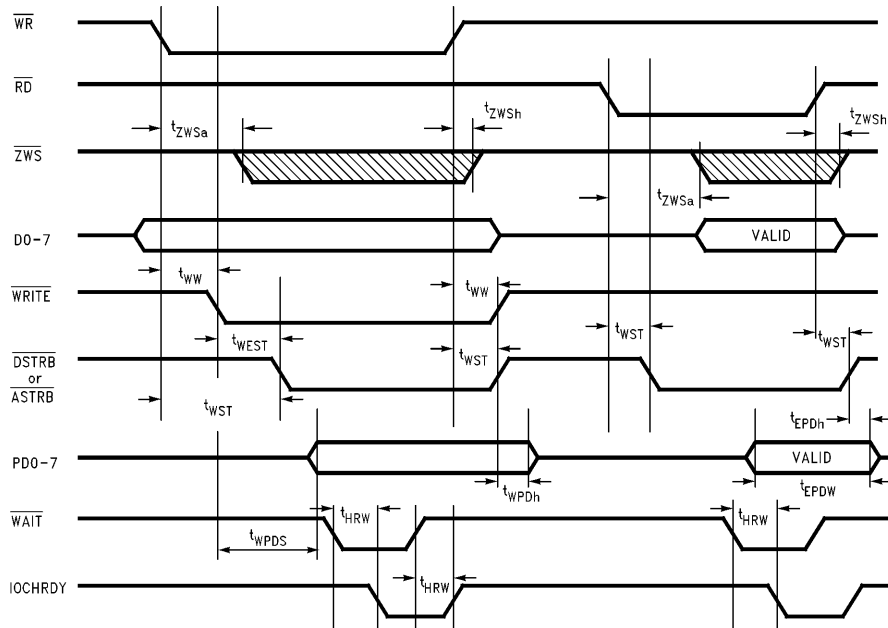 WR
RD
tZWSh
tZWSa
tZWSh
ZWS
tZWSa
D0-7
VALID
tWW
tWW
WRITE
tWEST
tWST
tWST
tWST
DSTRB
or
ASTRB
tWST
tEPDh
PD0-7
VALID
tWPDh
tEPDW
WAIT
tHRW
tHRW
tWPDS
tHRW
IOCHRDY